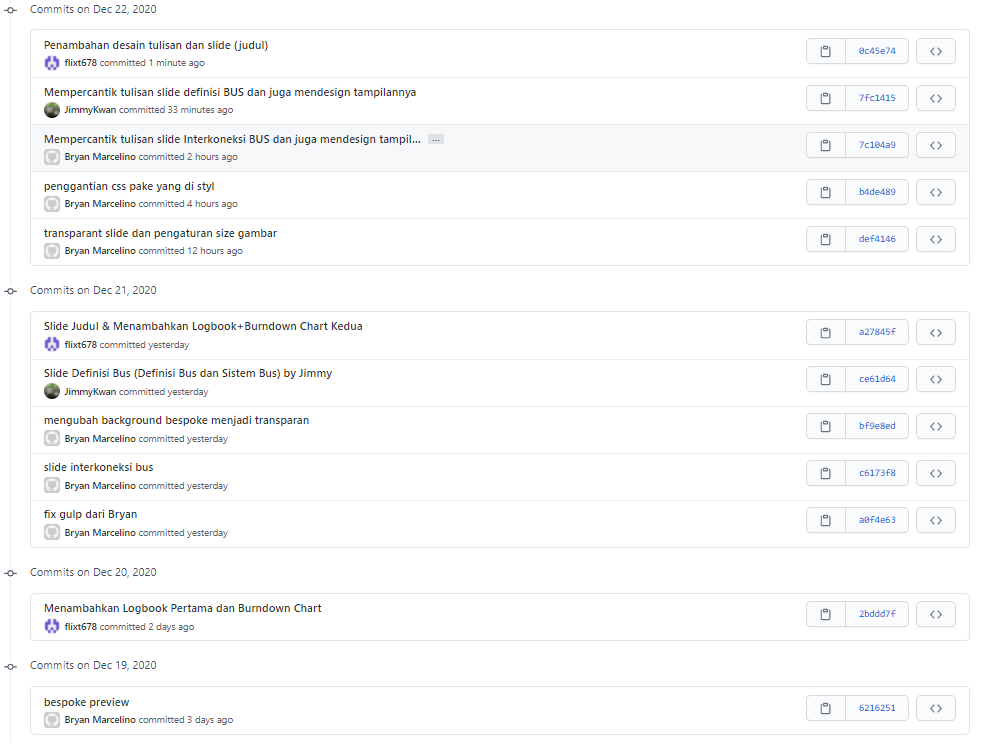 Commits on Dec 22, 2020
Penambahan desain tulisan dan slide (judul)
flixt678 committed 1 minute ago
0c45e74
Mempercantik tulisan slide definisi BUS dan juga mendesign tampilannya
JimmyKwan committed 33 minutes ago
7fc1415
Mempercantik tulisan slide Interkoneksi BUS dan juga mendesign tampil... ...
Bryan Marcelino committed 2 hours ago
7c104a9
penggantian css pake yang di styl
Bryan Marcelino committed 4 hours ago
b4de489
transparant slide dan pengaturan size gambar
Bryan Marcelino committed 12 hours ago
def4146
Commits on Dec 21, 2020
Slide Judul & Menambahkan Logbook+Burndown Chart Kedua
flixt678 committed yesterday
a27845f
Slide Definisi Bus (Definisi Bus dan Sistem Bus) by Jimmy
JimmyKwan committed yesterday
ce61d64
mengubah background bespoke menjadi transparan
Bryan Marcelino committed yesterday
bf9e8ed
slide interkoneksi bus
Bryan Marcelino committed yesterday
c6173f8
fix gulp dari Bryan
Bryan Marcelino committed yesterday
a0f4e63
Commits on Dec 20, 2020
Menambahkan Logbook Pertama dan Burndown Chart
flixt678 committed 2 days ago
2bddd7f
Commits on Dec 19, 2020
bespoke preview
Bryan Marcelino committed 3 days ago
6216251